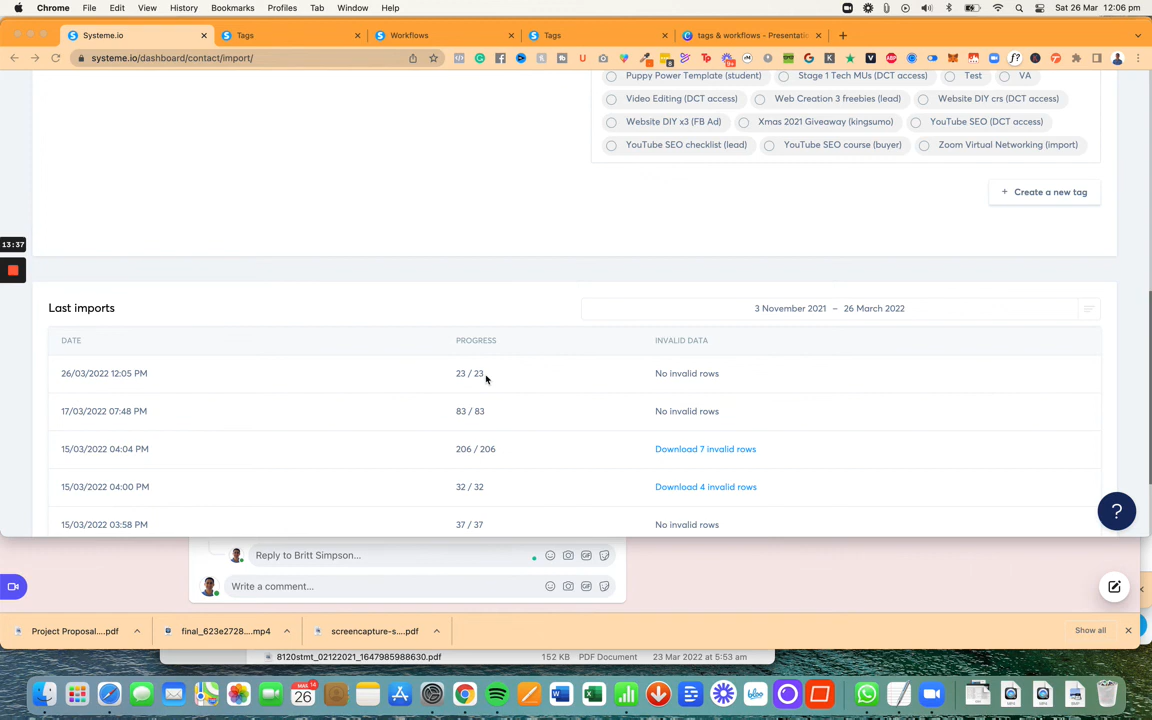 Chrome File Edit View History Bookmarks Profiles Tab Window Help Sat 26 Mar 12:06 pm
Systeme.io Tags Workflows Tags tags & workflows - Presentatio
systeme.io/dashboard/contact/import/
Puppy Power Template (student) Stage 1 Tech MUs (DCT access) Test VA
Video Editing (DCT access) Web Creation 3 freebies (lead) Website DIY crs (DCT access)
Website DIY x3 (FB Ad) Xmas 2021 Giveaway (kingsumo) YouTube SEO (DCT access)
YouTube SEO checklist (lead) YouTube SEO course (buyer) Zoom Virtual Networking (import)
+ Create a new tag
13:37
Last imports 3 November 2021 – 26 March 2022
DATE PROGRESS INVALID DATA
26/03/2022 12:05 PM 23 / 23 No invalid rows
17/03/2022 07:48 PM 83 / 83 No invalid rows
15/03/2022 04:04 PM 206 / 206 Download 7 invalid rows
15/03/2022 04:00 PM 32 / 32 Download 4 invalid rows
15/03/2022 03:58 PM 37 / 37 No invalid rows
?
Reply to Britt Simpson...
Write a comment...
Project Proposal....pdf final_623e2728....mp4 screencapture-s....pdf Show all
8120stmt_02122021_1647985988630.pdf 152 KB PDF Document 23 Mar 2022 at 5:53 am